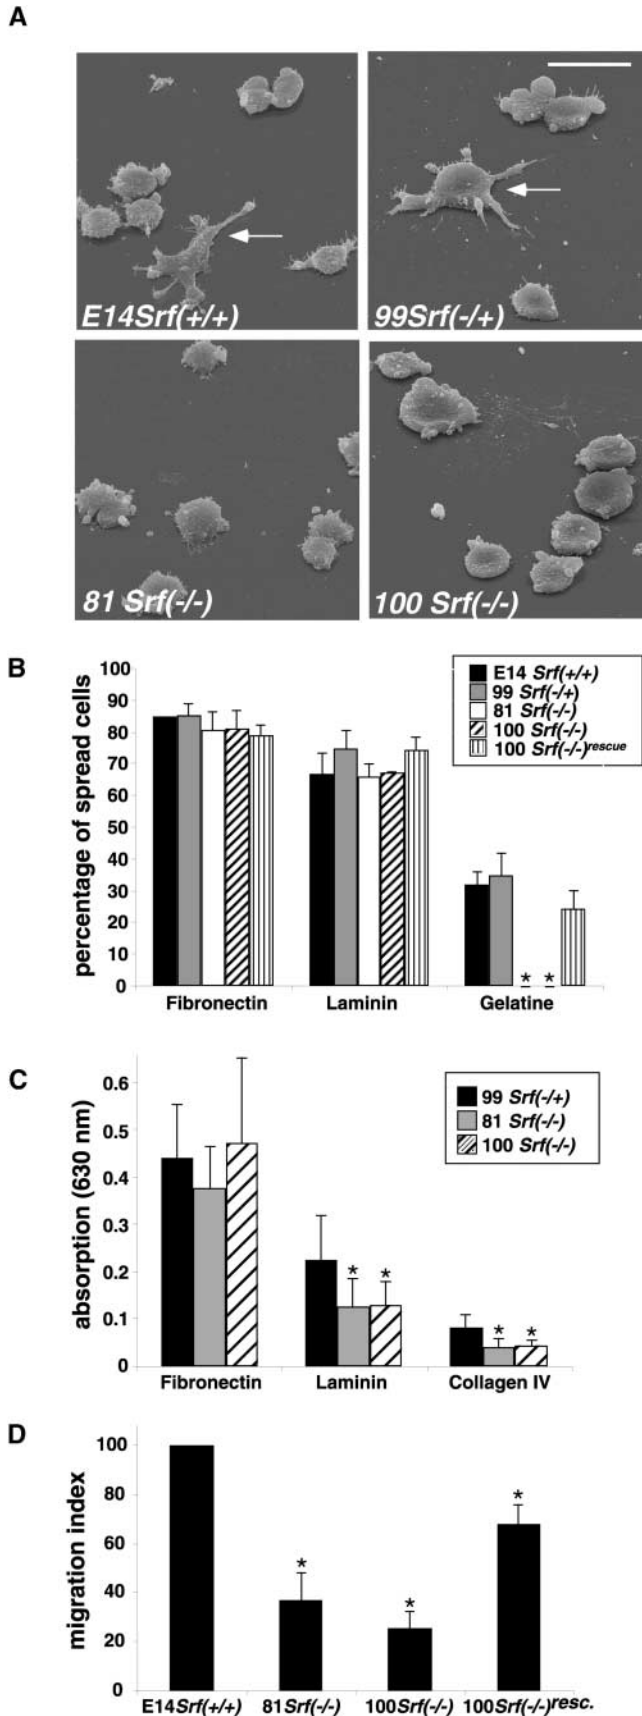 A
E14Srf(+/+)
99Srf(-/+)
81 Srf(-/-)
100 Srf(-/-)
B
percentage of spread cells
100
90
80
70
60
50
40
30
20
10
0
E14 Srf(+/+)
99 Srf(-/+)
81 Srf(-/-)
100 Srf(-/-)
100 Srf(-/-)rescue
* *
Fibronectin Laminin Gelatine
C
absorption (630 nm)
0.6
0.5
0.4
0.3
0.2
0.1
0
99 Srf(-/+)
81 Srf(-/-)
100 Srf(-/-)
* *
* *
Fibronectin Laminin Collagen IV
D
migration index
100
80
60
40
20
0
*
*
*
E14Srf(+/+) 81Srf(-/-) 100Srf(-/-) 100Srf(-/-)resc.